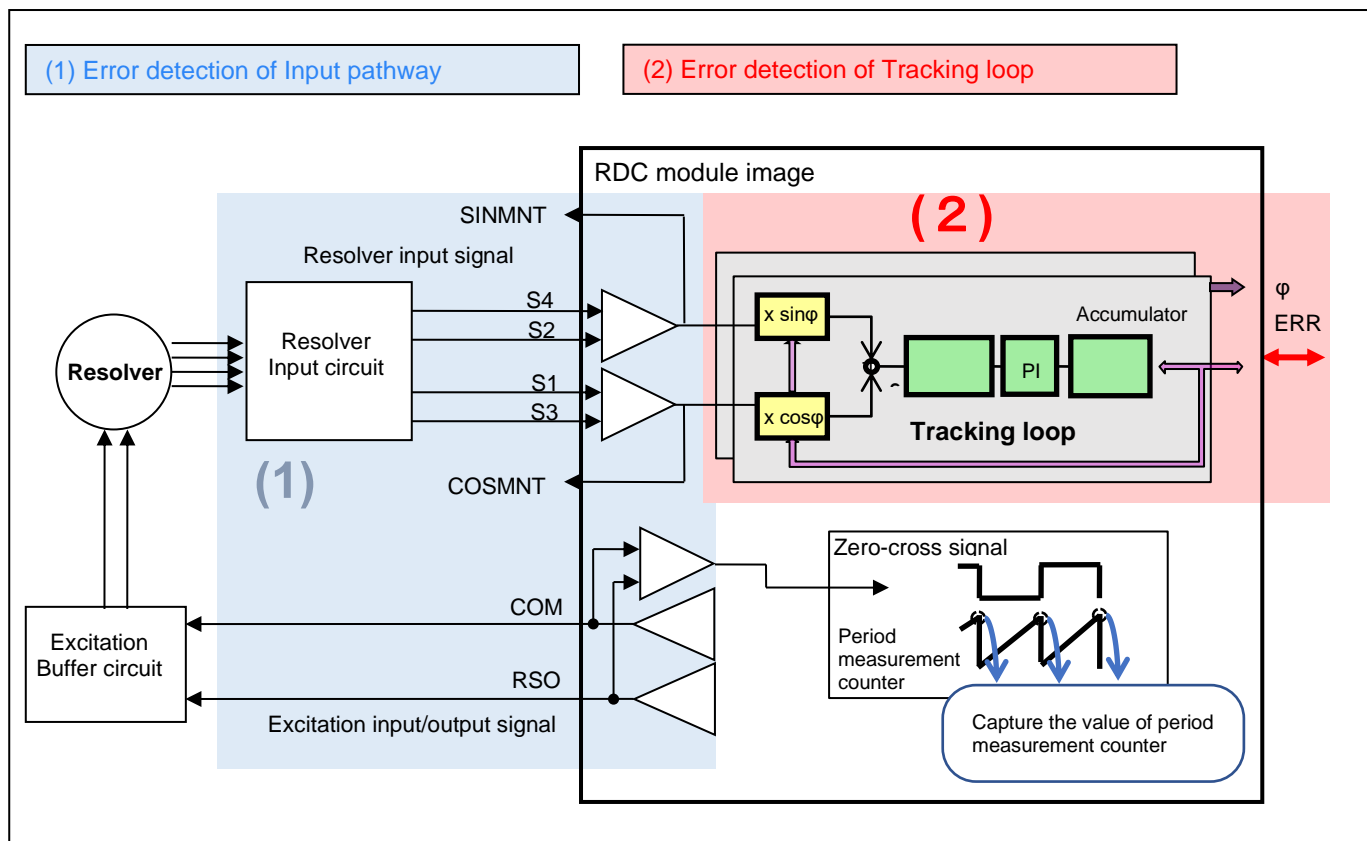 (1) Error detection of Input pathway
(2) Error detection of Tracking loop
RDC module image
(２)
SINMNT
Resolver input signal
S4
S2
S1
S3
Resolver
Resolver
Input circuit
(1)
COSMNT
x sinφ
x cosφ
PI
Accumulator
Tracking loop
φ
ERR
Zero-cross signal
Period
measurement
counter
Capture the value of period
measurement counter
COM
RSO
Excitation
Buffer circuit
Excitation input/output signal